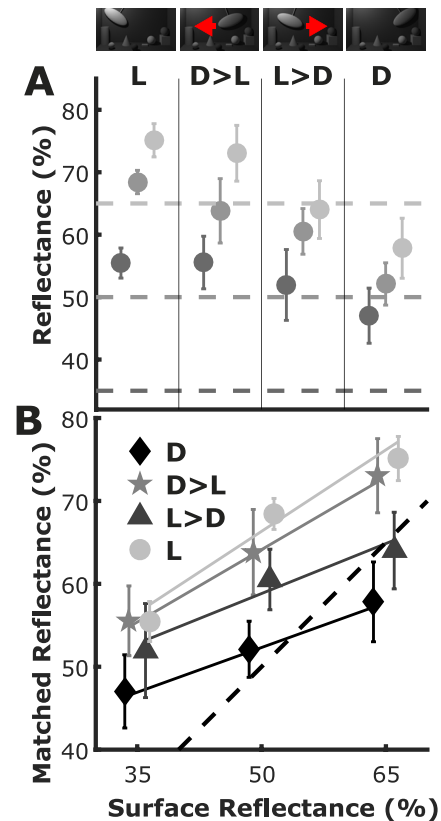 A
L D>L L>D D
80
70
60
50
40
Reflectance (%)
B
80
70
60
50
40
Matched Reflectance (%)
D
D>L
L>D
L
35 50 65
Surface Reflectance (%)